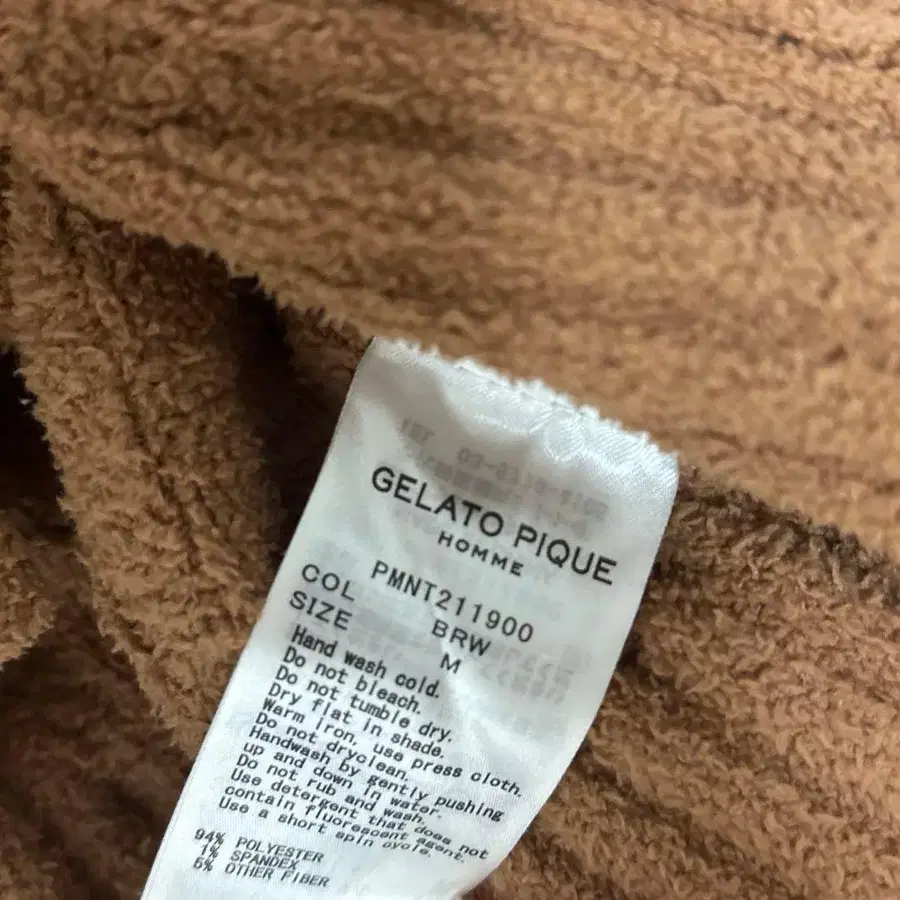 GELATO PIQUE
HOMME
PMNT211900
COL BRW
SIZE M
Hand wash cold.
Do not bleach.
Do not tumble dry.
Dry flat in shade.
Warm iron, use press cloth.
Do not dryclean.
Handwash by gently pushing
up and down in water.
Do not rub and wash.
Use detergent that does not
contain fluorescent agent.
Use a short spin cycle.
94% POLYESTER
1% SPANDEX
5% OTHER FIBER